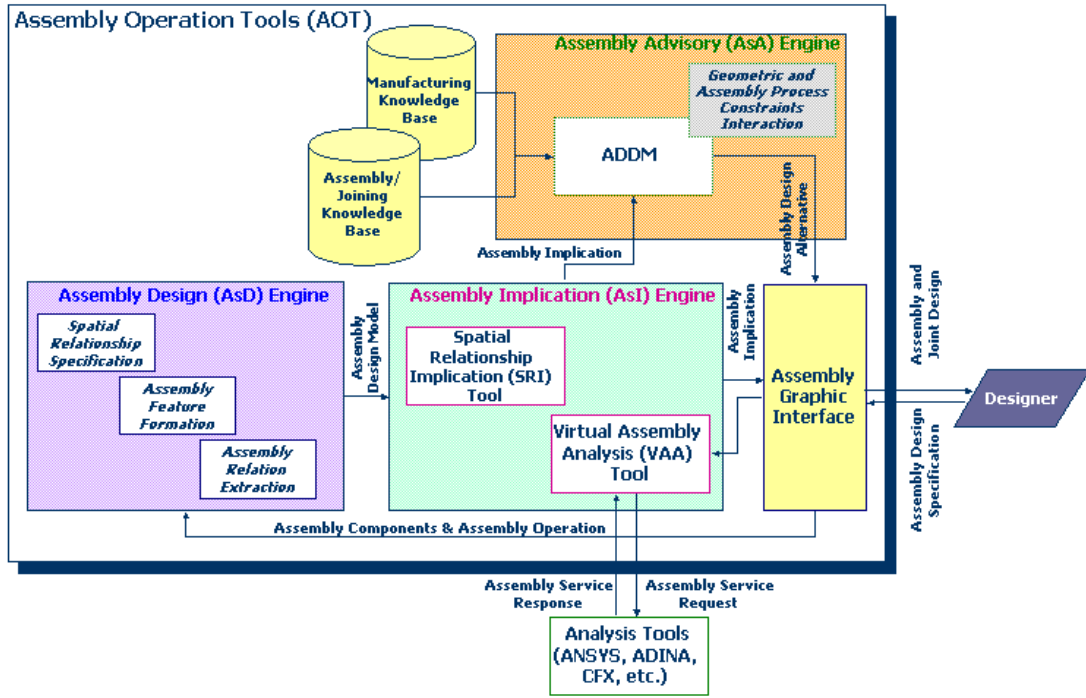 Assembly Operation Tools (AOT)
Manufacturing
Knowledge
Base
Assembly/
Joining
Knowledge
Base
Assembly Advisory (AsA) Engine
Geometric and
Assembly Process
Constraints
Interaction
ADDM
Assembly Implication
Assembly Design
Alternative
Assembly Design (AsD) Engine
Spatial
Relationship
Specification
Assembly
Feature
Formation
Assembly
Relation
Extraction
Assembly
Design Model
Assembly Implication (AsI) Engine
Spatial
Relationship
Implication (SRI)
Tool
Virtual Assembly
Analysis (VAA)
Tool
Assembly
Implication
Assembly
Graphic
Interface
Assembly and
Joint Design
Designer
Assembly Design
Specification
Assembly Components & Assembly Operation
Assembly Service
Response
Assembly Service
Request
Analysis Tools
(ANSYS, ADINA,
CFX, etc.)